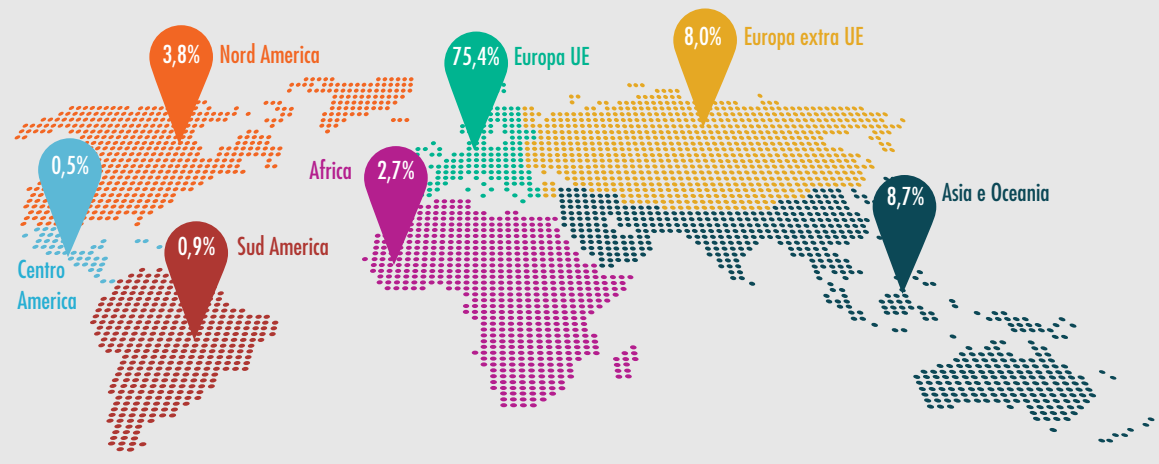 3,8% Nord America
75,4% Europa UE
8,0% Europa extra UE
0,5%
Centro
America
Africa 2,7%
8,7% Asia e Oceania
0,9% Sud America